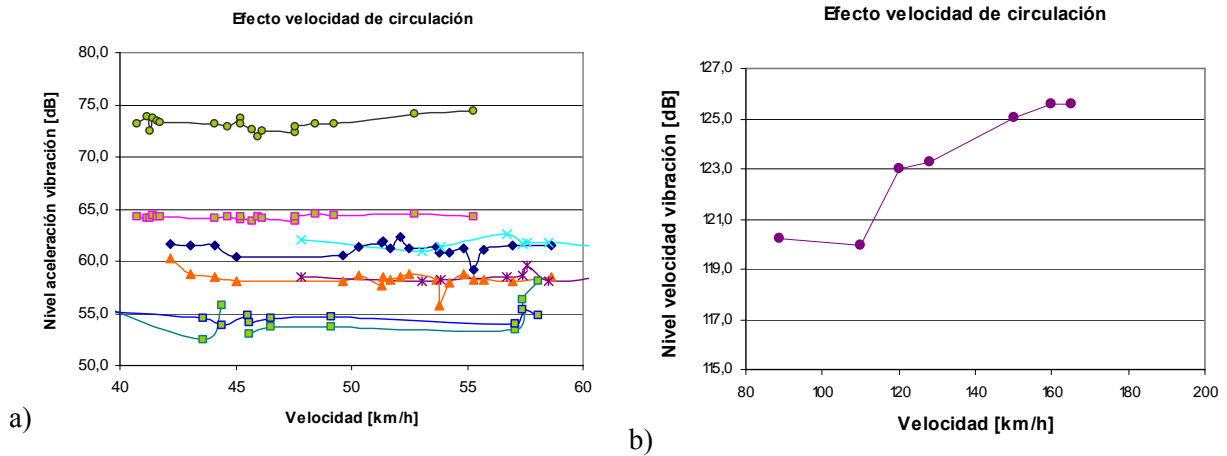 Efecto velocidad de circulación
80,0
75,0
70,0
65,0
60,0
55,0
50,0
Nivel aceleración vibración [dB]
40 45 50 55 60
Velocidad [km/h]
a)
Efecto velocidad de circulación
127,0
125,0
123,0
121,0
119,0
117,0
115,0
Nivel velocidad vibración [dB]
80 100 120 140 160 180 200
Velocidad [km/h]
b)